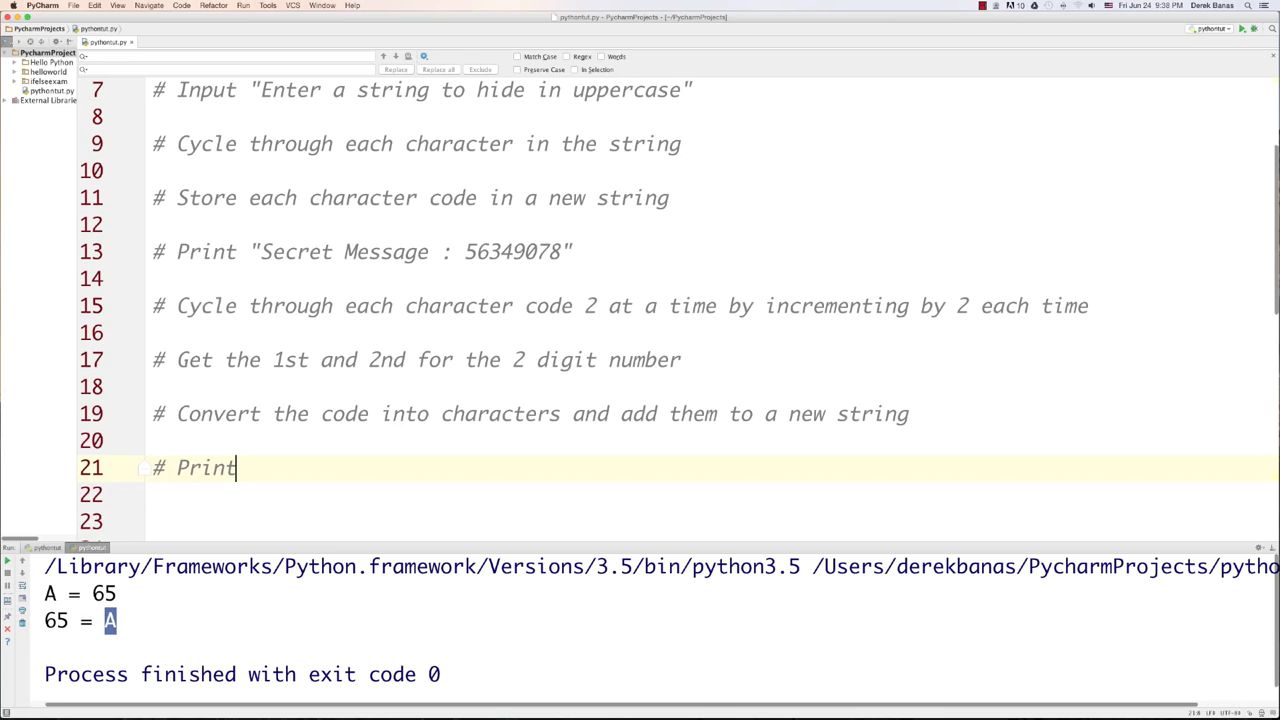 PyCharm File Edit View Navigate Code Refactor Run Tools VCS Window Help Fri Jun 24 9:38 PM Derek Banas
pythontut.py - PycharmProjects - [~/PycharmProjects]
PycharmProjects pythontut.py pythontut
pythontut.py
PycharmProject
Hello Python
helloworld
ifelseexam
pythontut.py
External Librarie
Match Case Regex Words
Replace Replace all Exclude Preserve Case In Selection
7 # Input "Enter a string to hide in uppercase"
8
9 # Cycle through each character in the string
10
11 # Store each character code in a new string
12
13 # Print "Secret Message : 56349078"
14
15 # Cycle through each character code 2 at a time by incrementing by 2 each time
16
17 # Get the 1st and 2nd for the 2 digit number
18
19 # Convert the code into characters and add them to a new string
20
21 # Print
22
23
Run: pythontut pythontut
/Library/Frameworks/Python.framework/Versions/3.5/bin/python3.5 /Users/derekbanas/PycharmProjects/pytho
A = 65
65 = A
Process finished with exit code 0
21:8 LF÷ UTF-8÷